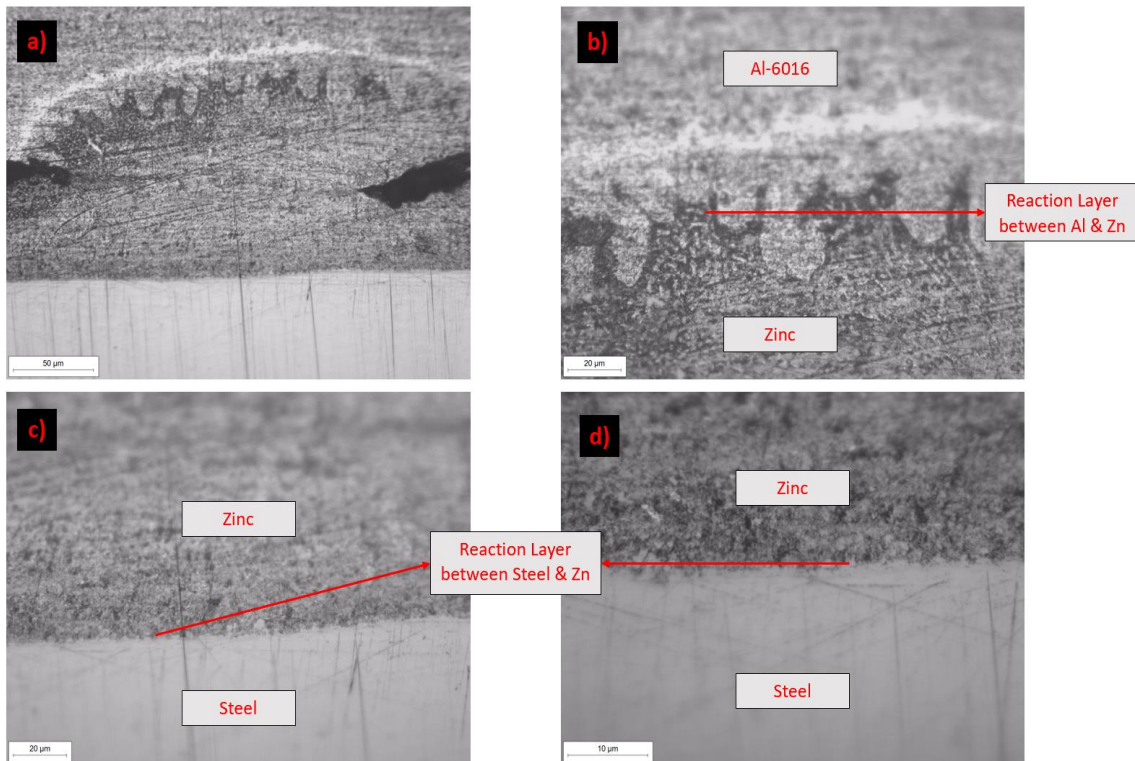 a)
50 µm
b)
Al-6016
Reaction Layer
between Al & Zn
Zinc
20 µm
c)
Zinc
Reaction Layer
between Steel & Zn
Steel
20 µm
d)
Zinc
Steel
10 µm